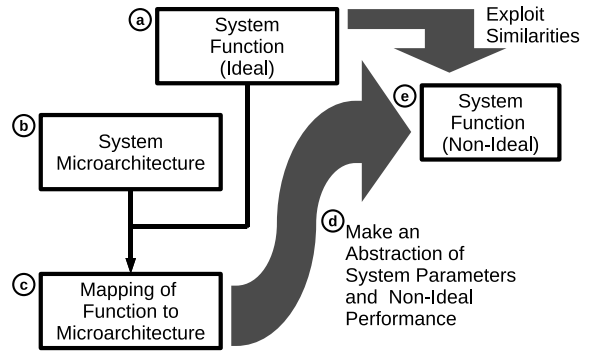 a
System
Function
(Ideal)
Exploit
Similarities
b
System
Microarchitecture
e
System
Function
(Non-Ideal)
c
Mapping of
Function to
Microarchitecture
d
Make an
Abstraction of
System Parameters
and Non-Ideal
Performance